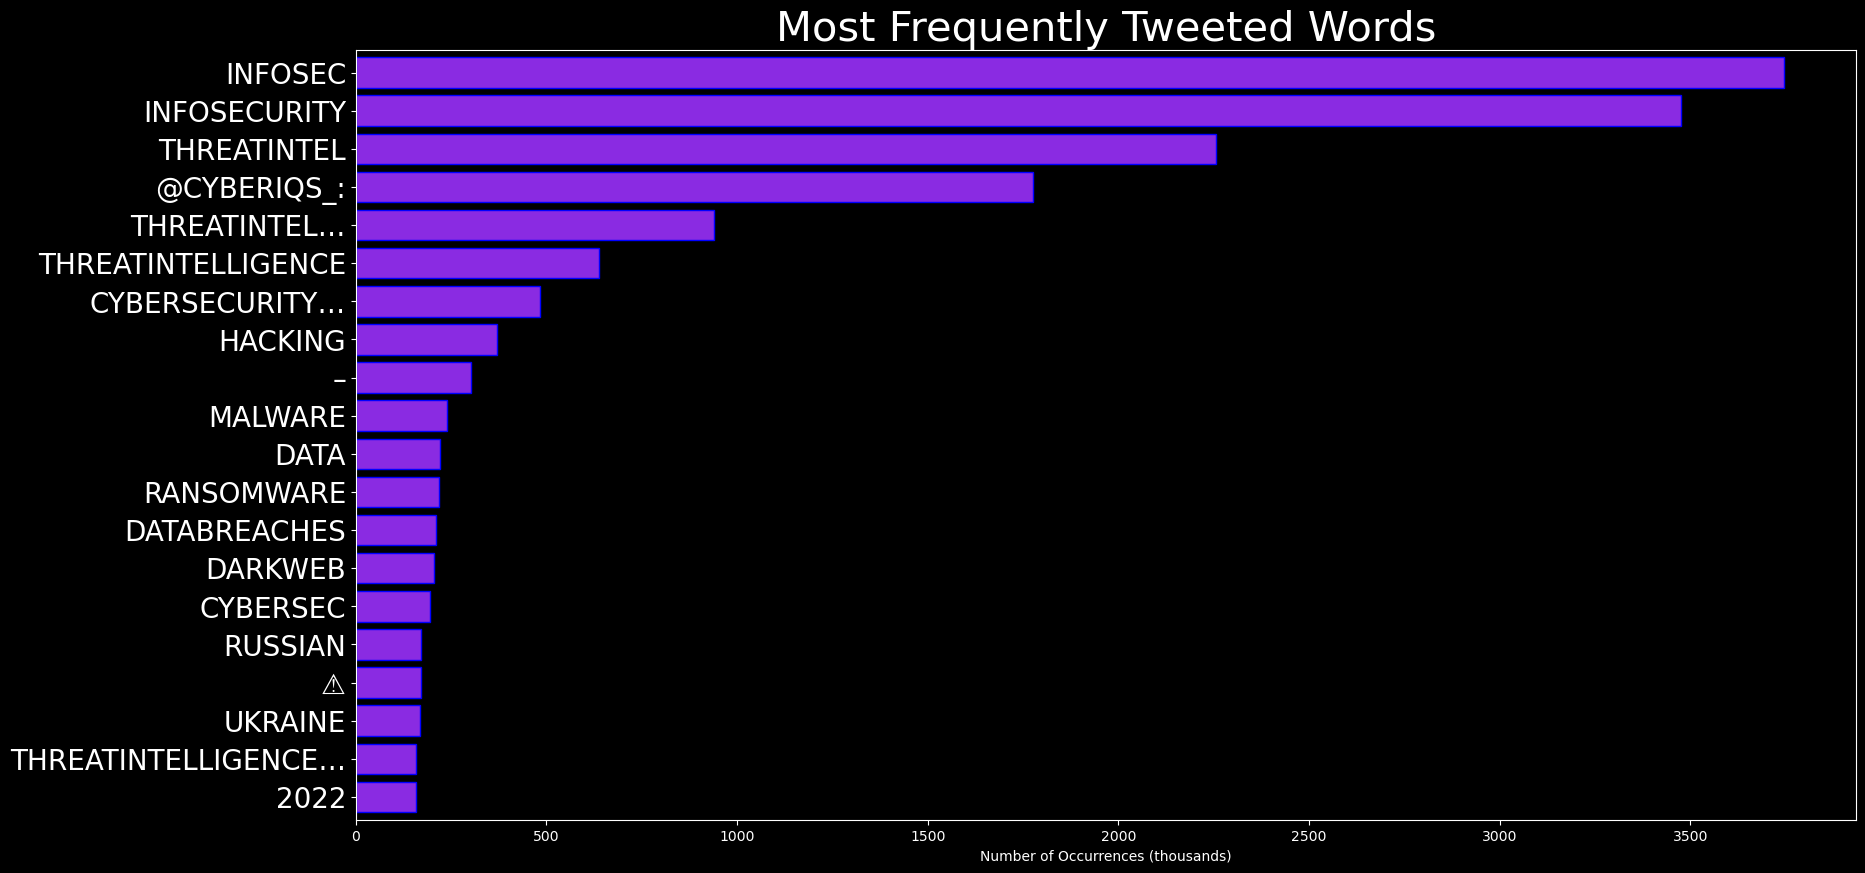 Most Frequently Tweeted Words
INFOSEC
INFOSECURITY
THREATINTEL
@CYBERIQS_:
THREATINTEL…
THREATINTELLIGENCE
CYBERSECURITY…
HACKING
–
MALWARE
DATA
RANSOMWARE
DATABREACHES
DARKWEB
CYBERSEC
RUSSIAN
⚠
UKRAINE
THREATINTELLIGENCE…
2022
0 500 1000 1500 2000 2500 3000 3500
Number of Occurrences (thousands)